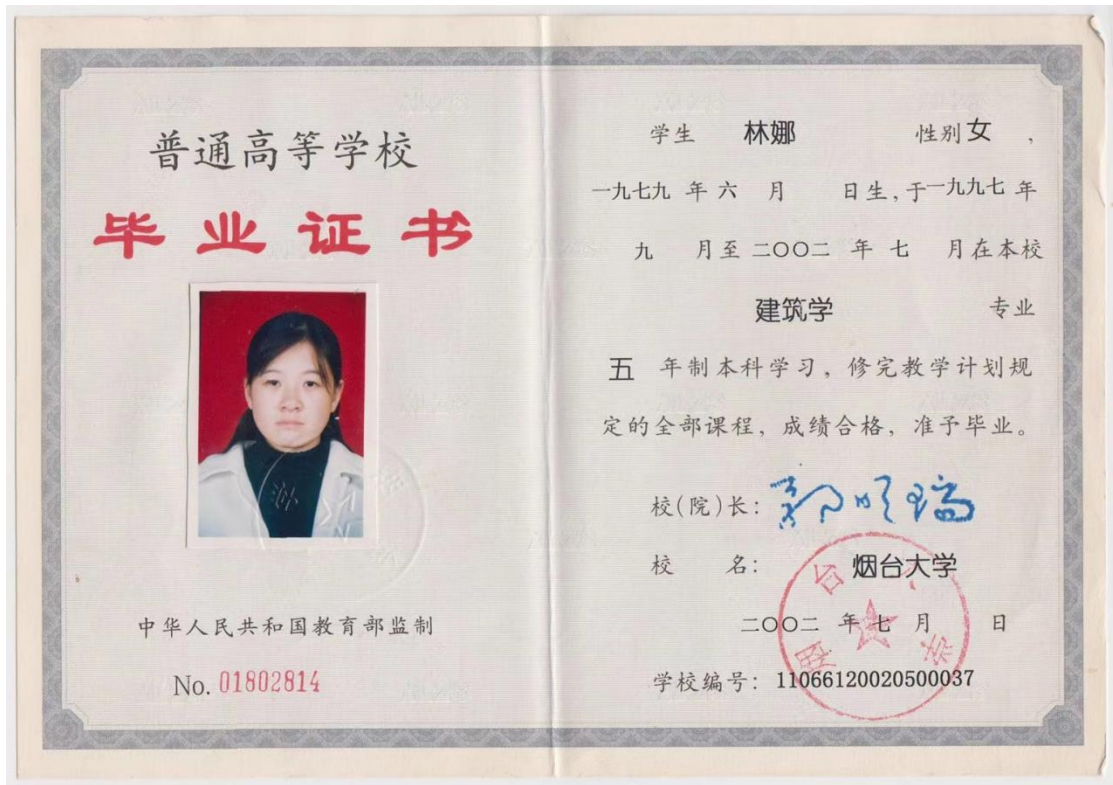 普通高等学校
毕业证书
中华人民共和国教育部监制
No. 01802814
学生 林娜 性别 女 ,
一九七九 年 六 月 日生, 于 一九九七 年
九 月至 二〇〇二 年 七 月在本校
建筑学 专业
五 年制本科学习, 修完教学计划规
定的全部课程, 成绩合格, 准予毕业。
校(院)长:
校 名: 烟台大学
二〇〇二 年 七 月 日
学校编号: 11066120020500037